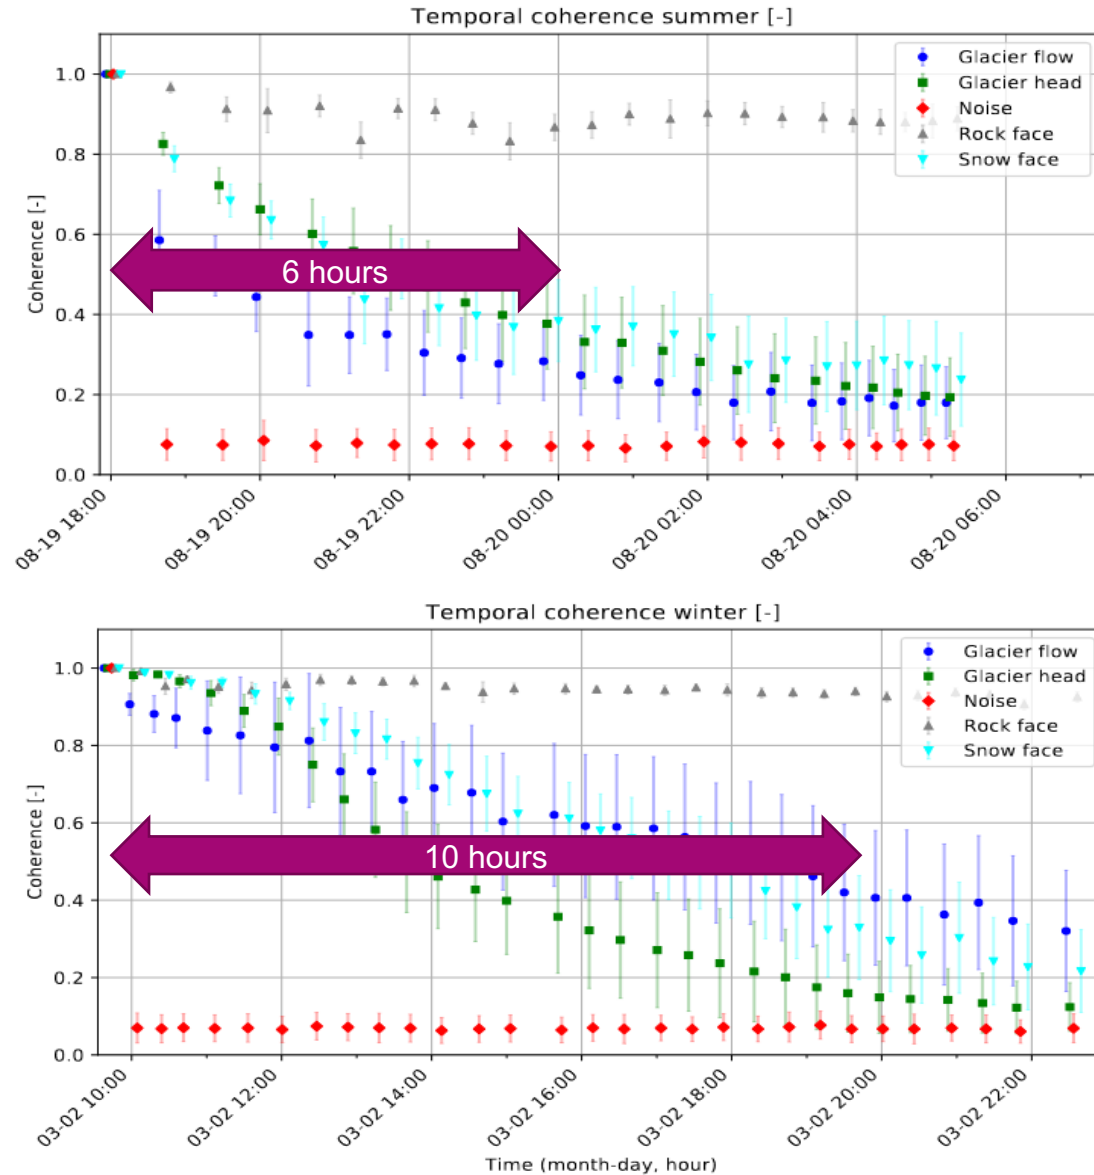 Temporal coherence summer [-]
Coherence [-]
1.0
0.8
0.6
0.4
0.2
0.0
Glacier flow
Glacier head
Noise
Rock face
Snow face
6 hours
08-19 18:00
08-19 20:00
08-19 22:00
08-20 00:00
08-20 02:00
08-20 04:00
08-20 06:00
Temporal coherence winter [-]
Coherence [-]
1.0
0.8
0.6
0.4
0.2
0.0
Glacier flow
Glacier head
Noise
Rock face
Snow face
10 hours
03-02 10:00
03-02 12:00
03-02 14:00
03-02 16:00
03-02 18:00
03-02 20:00
03-02 22:00
Time (month-day, hour)